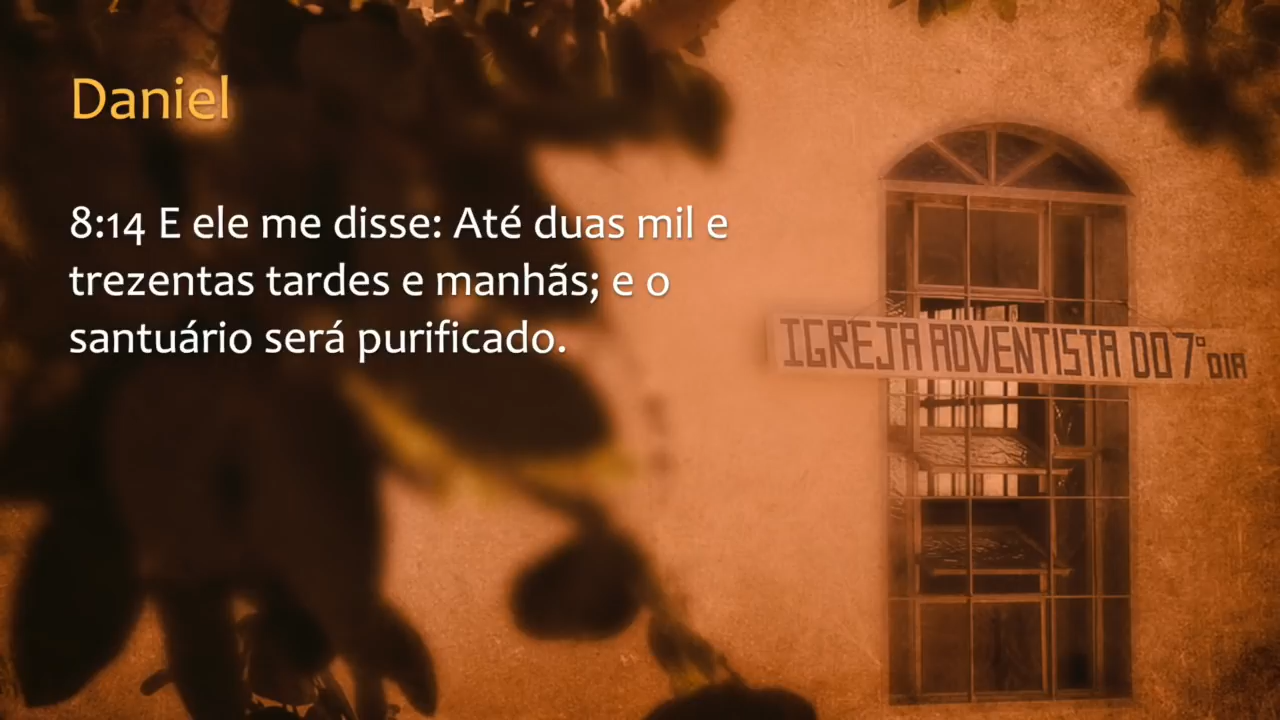 Daniel
8:14 E ele me disse: Até duas mil e
trezentas tardes e manhãs; e o
santuário será purificado.
IGREJA ADVENTISTA DO 7° DIA